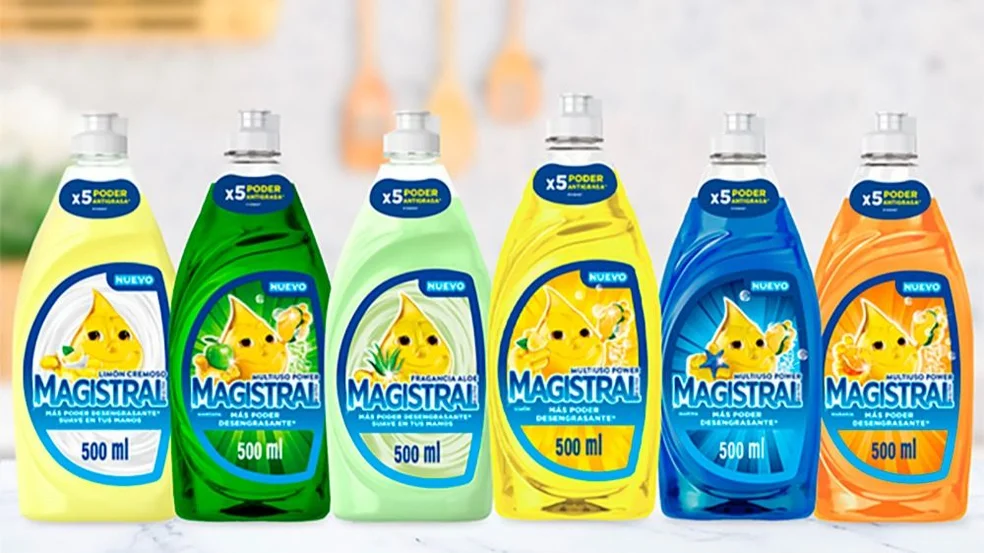 x5 PODER
ANTIGRASA*
NUEVO
LIMÓN CREMOSO
MAGISTRAL
MÁS PODER DESENGRASANTE*
SUAVE EN TUS MANOS
500 ml
x5 PODER
ANTIGRASA*
NUEVO
MULTIUSO POWER
MAGISTRAL
MANZANA
MÁS PODER
DESENGRASANTE*
500 ml
x5 PODER
ANTIGRASA*
NUEVO
FRAGANCIA ALOE
MAGISTRAL
MÁS PODER DESENGRASANTE*
SUAVE EN TUS MANOS
500 ml
x5 PODER
ANTIGRASA*
NUEVO
MULTIUSO POWER
MAGISTRAL
LIMÓN
MÁS PODER
DESENGRASANTE*
500 ml
x5 PODER
ANTIGRASA*
NUEVO
MULTIUSO POWER
MAGISTRAL
MARINA
MÁS PODER
DESENGRASANTE*
500 ml
x5 PODER
ANTIGRASA*
NUEVO
MULTIUSO POWER
MAGISTRAL
MÁS PODER
DESENGRASANTE*
500 ml